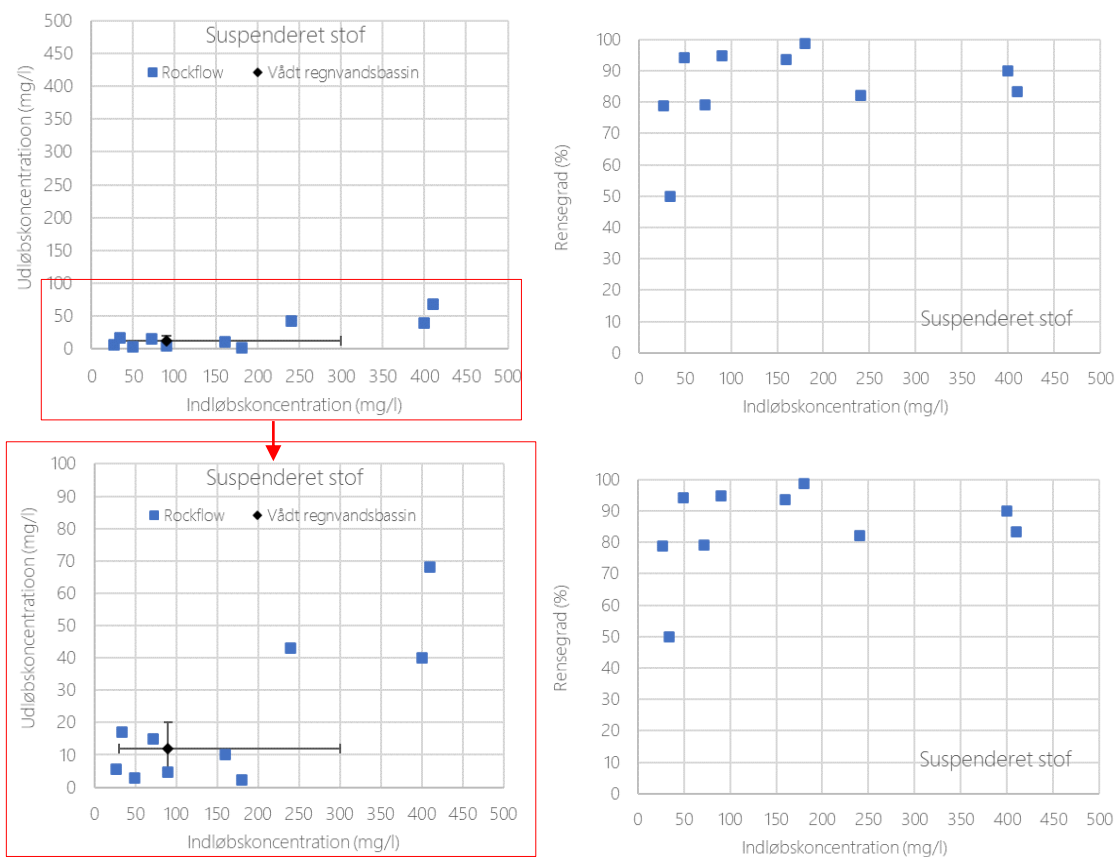 Suspenderet stof
Rockflow
Vådt regnvandsbassin
Udløbskoncentratioon (mg/l)
500
450
400
350
300
250
200
150
100
50
0
0 50 100 150 200 250 300 350 400 450 500
Indløbskoncentration (mg/l)
Rensegrad (%)
100
90
80
70
60
50
40
30
20
10
0
Suspenderet stof
0 50 100 150 200 250 300 350 400 450 500
Indløbskoncentration (mg/l)
Suspenderet stof
Rockflow
Vådt regnvandsbassin
Udløbskoncentratioon (mg/l)
100
90
80
70
60
50
40
30
20
10
0
0 50 100 150 200 250 300 350 400 450 500
Indløbskoncentration (mg/l)
Rensegrad (%)
100
90
80
70
60
50
40
30
20
10
0
Suspenderet stof
0 50 100 150 200 250 300 350 400 450 500
Indløbskoncentration (mg/l)